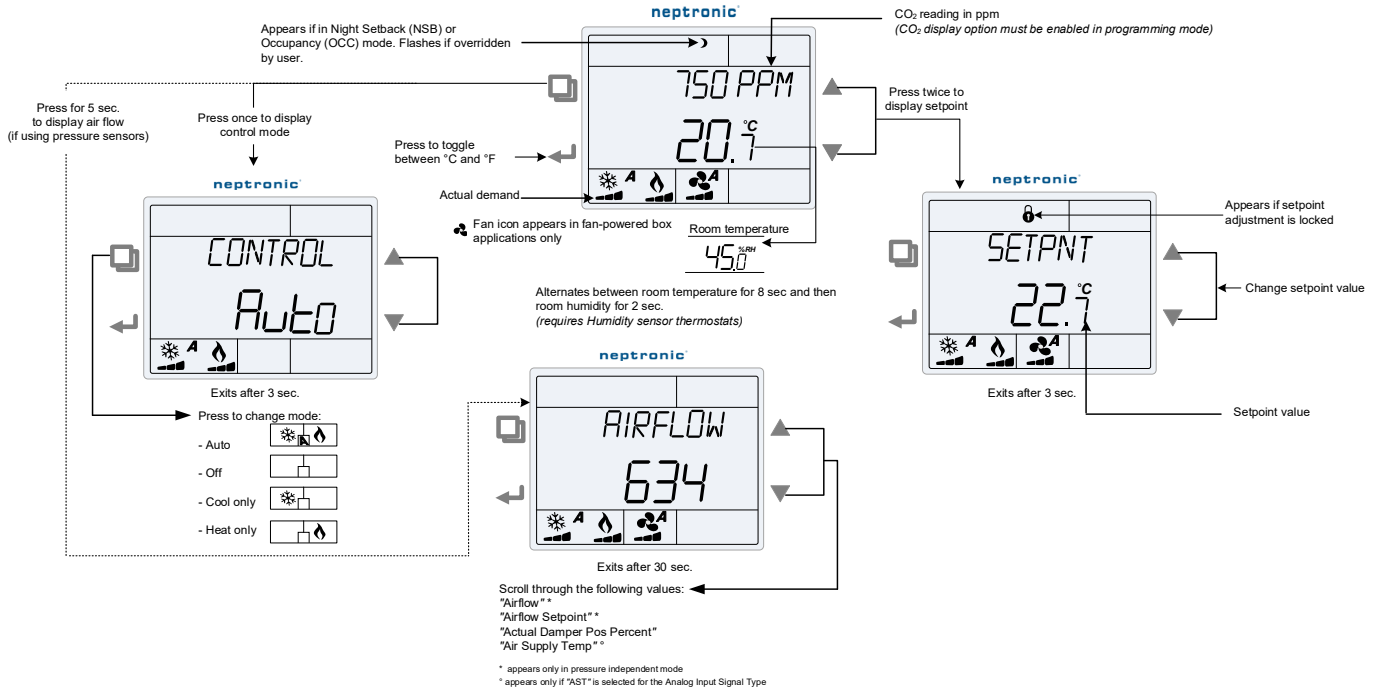 neptronic
Appears if in Night Setback (NSB) or
Occupancy (OCC) mode. Flashes if overridden
by user.
CO₂ reading in ppm
(CO₂ display option must be enabled in programming mode)
750 PPM
20.7 °C
A
A
Press for 5 sec.
to display air flow
(if using pressure sensors)
Press once to display
control mode
Press to toggle
between °C and °F
Actual demand
Fan icon appears in fan-powered box
applications only
Press twice to
display setpoint
Room temperature
45.0 %RH
Alternates between room temperature for 8 sec and then
room humidity for 2 sec.
(requires Humidity sensor thermostats)
neptronic
CONTROL
Auto
A
Exits after 3 sec.
Press to change mode:
- Auto
A
- Off
- Cool only
- Heat only
neptronic
SETPNT
22.7 °C
A
A
Exits after 3 sec.
Appears if setpoint
adjustment is locked
Change setpoint value
Setpoint value
neptronic
AIRFLOW
634
A
A
Exits after 30 sec.
Scroll through the following values:
"Airflow" *
"Airflow Setpoint" *
"Actual Damper Pos Percent"
"Air Supply Temp" °
* appears only in pressure independent mode
° appears only if "AST" is selected for the Analog Input Signal Type